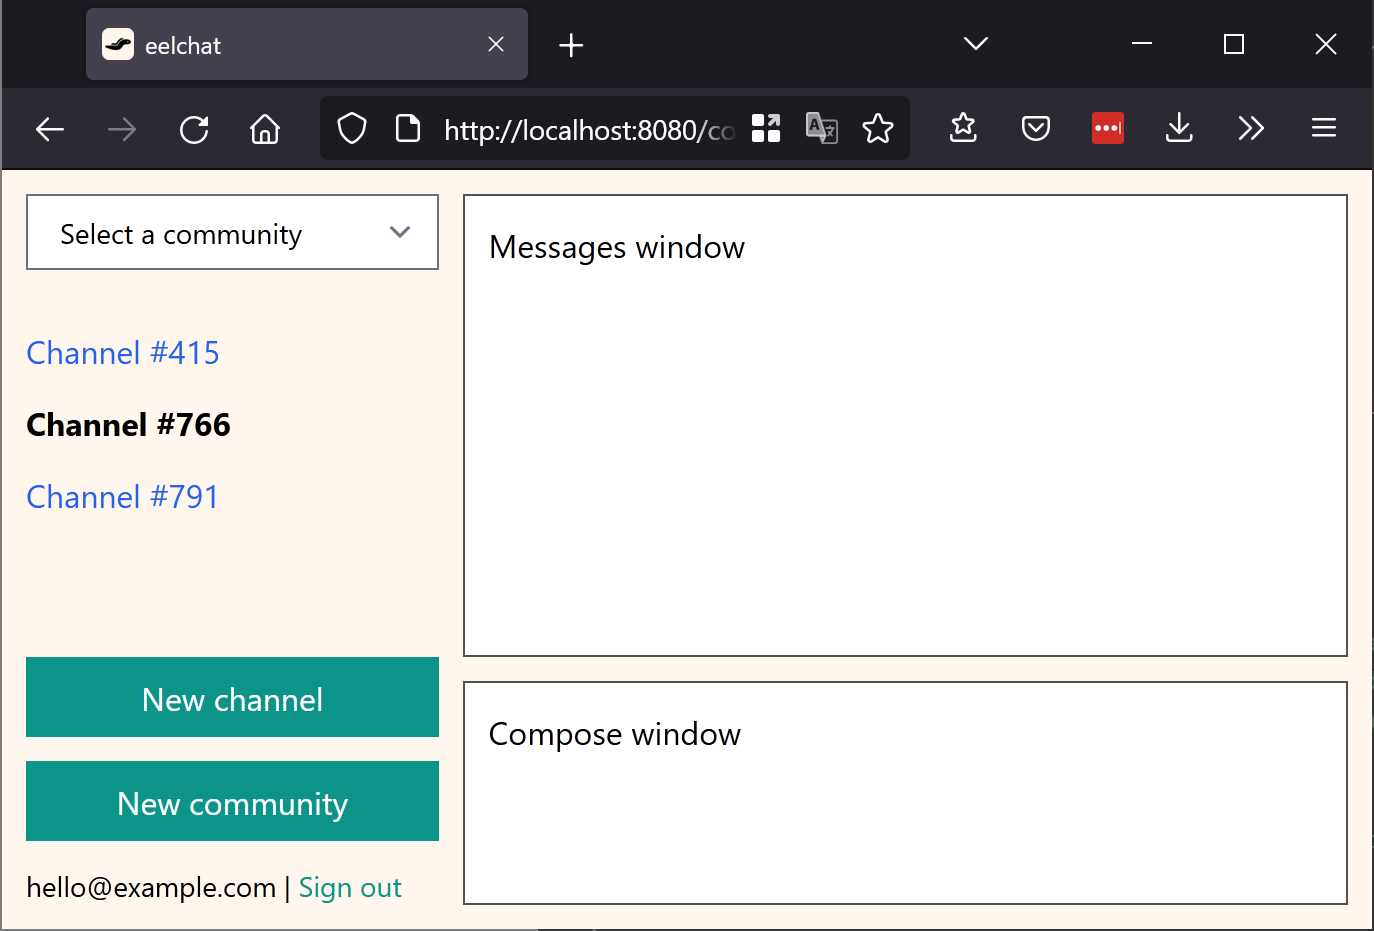 eelchat
http://localhost:8080/co
Select a community
Channel #415
Channel #766
Channel #791
New channel
New community
hello@example.com | Sign out
Messages window
Compose window